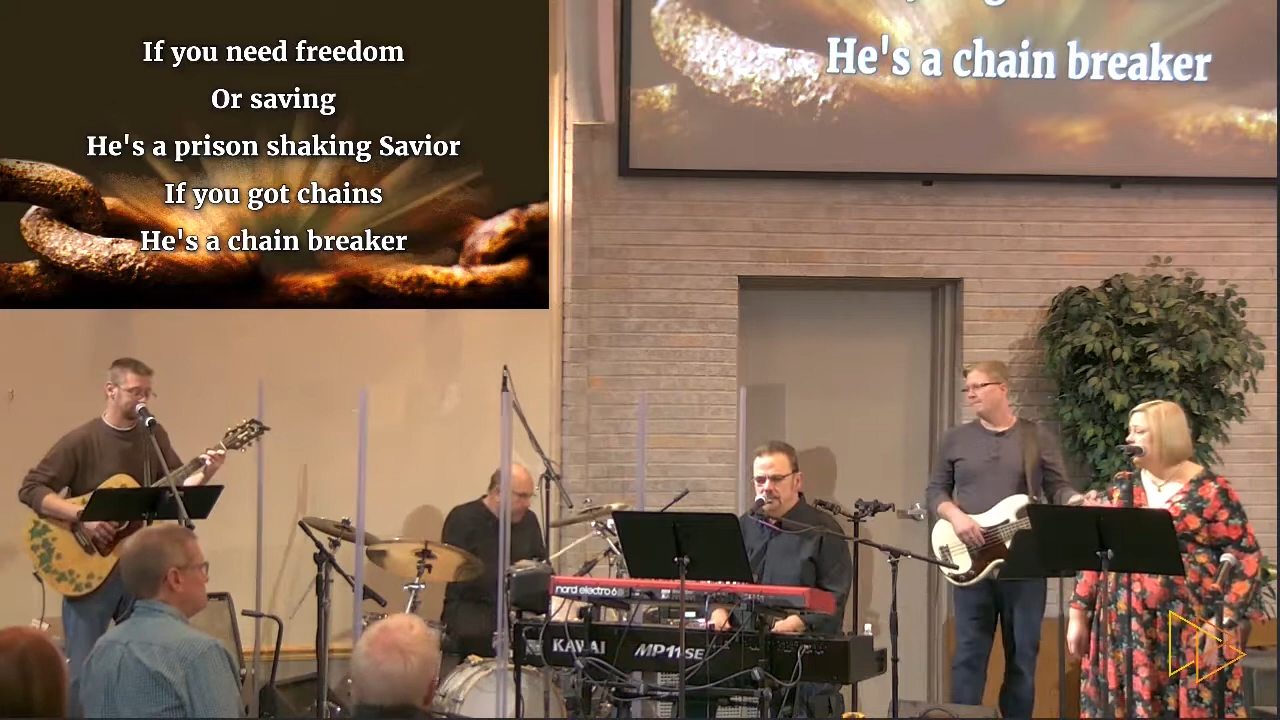 If you need freedom
Or saving
He's a prison shaking Savior
If you got chains
He's a chain breaker
He's a chain breaker
nord electro 6
KAWAI MP11SE